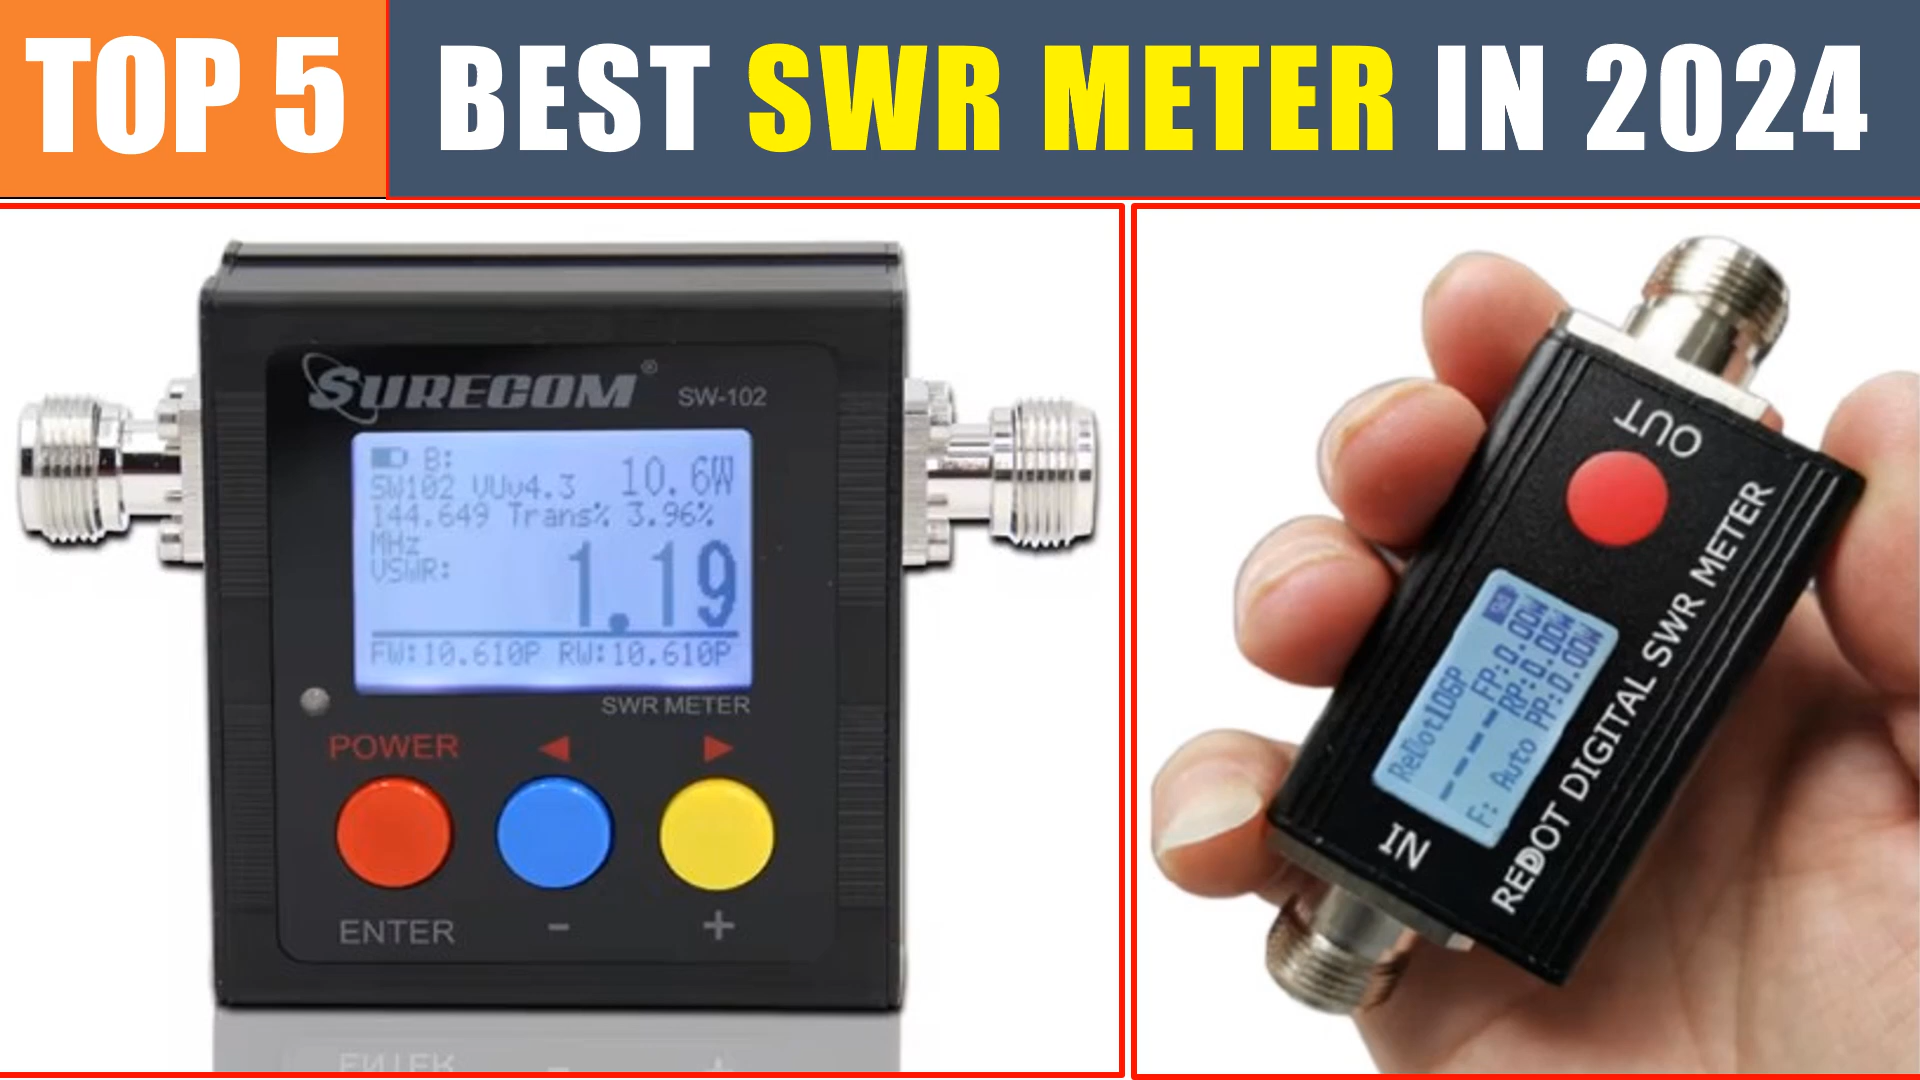 TOP 5
BEST SWR METER IN 2024
SURECOM®
SW-102
B:
10.6W
SW102 VUv4.3
144.649 Trans% 3.96%
MHz
VSWR:
1.19
FW:10.610P RW:10.610P
SWR METER
POWER ◀ ▶
ENTER - +
ENTER - +
OUT
REDOT DIGITAL SWR METER
ReDot1DGP
---
F: Auto
FP:0.00W
RP:0.00W
PP:0.00W
IN